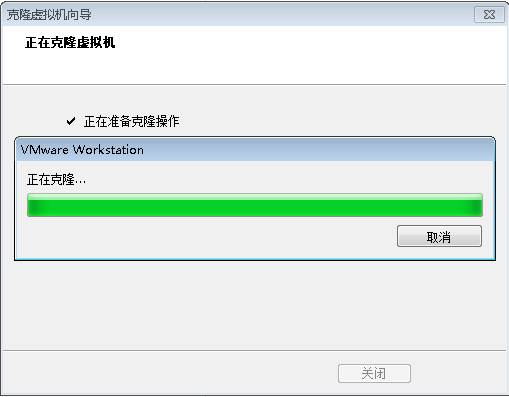 克隆虚拟机向导
正在克隆虚拟机
✔ 正在准备克隆操作
VMware Workstation
正在克隆...
取消
关闭